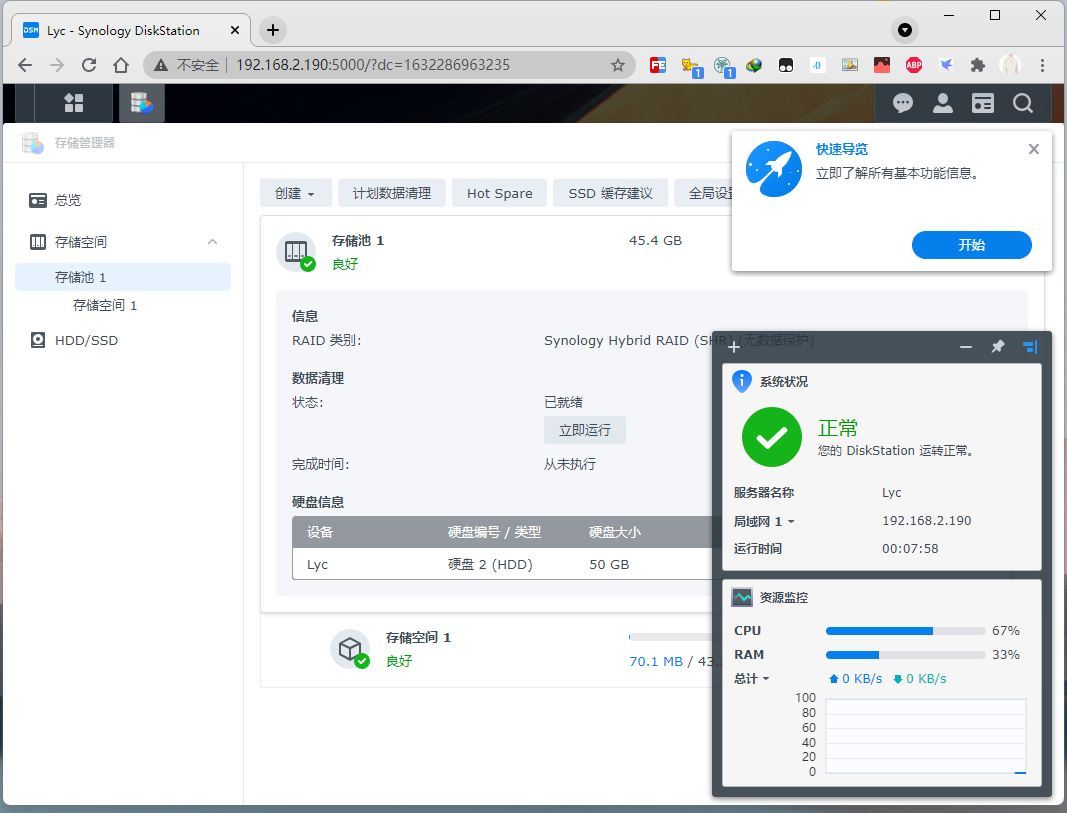 DSM Lyc - Synology DiskStation
不安全 192.168.2.190:5000/?dc=1632286963235
FE 1 1 .0 ABP
存储管理器
快速导览
立即了解所有基本功能信息。
开始
总览
存储空间
存储池 1
存储空间 1
HDD/SSD
创建 计划数据清理 Hot Spare SSD 缓存建议 全局设
存储池 1 45.4 GB
良好
信息
RAID 类别: Synology Hybrid RAID (SHR) (无数据保护)
数据清理
状态: 已就绪
立即运行
完成时间: 从未执行
硬盘信息
设备 硬盘编号 / 类型 硬盘大小
Lyc 硬盘 2 (HDD) 50 GB
存储空间 1
良好 70.1 MB / 43.
系统状况
正常
您的 DiskStation 运转正常。
服务器名称 Lyc
局域网 1 192.168.2.190
运行时间 00:07:58
资源监控
CPU 67%
RAM 33%
总计 0 KB/s 0 KB/s
100
80
60
40
20
0